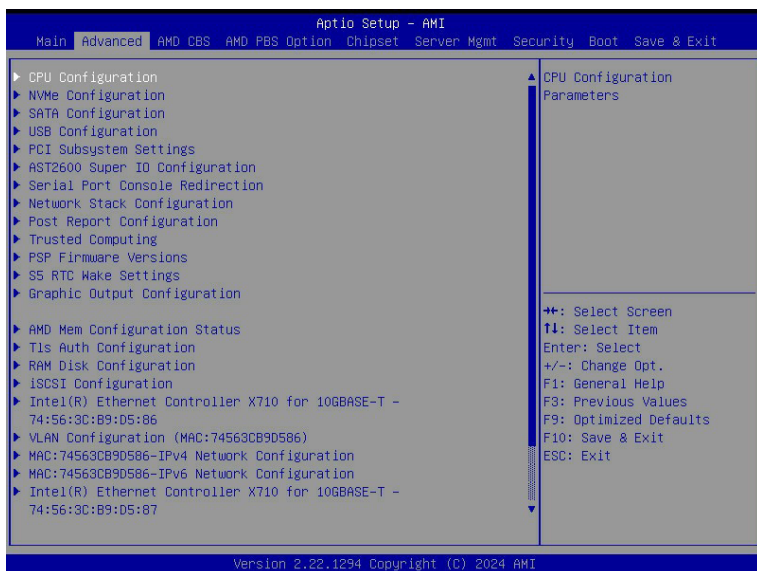 Aptio Setup - AMI
Main Advanced AMD CBS AMD PBS Option Chipset Server Mgmt Security Boot Save & Exit
CPU Configuration
NVMe Configuration
SATA Configuration
USB Configuration
PCI Subsystem Settings
AST2600 Super IO Configuration
Serial Port Console Redirection
Network Stack Configuration
Post Report Configuration
Trusted Computing
PSP Firmware Versions
S5 RTC Wake Settings
Graphic Output Configuration
AMD Mem Configuration Status
Tls Auth Configuration
RAM Disk Configuration
iSCSI Configuration
Intel(R) Ethernet Controller X710 for 10GBASE-T -
74:56:3C:B9:D5:86
VLAN Configuration (MAC:74563CB9D586)
MAC:74563CB9D586-IPv4 Network Configuration
MAC:74563CB9D586-IPv6 Network Configuration
Intel(R) Ethernet Controller X710 for 10GBASE-T -
74:56:3C:B9:D5:87
CPU Configuration
Parameters
→←: Select Screen
↑↓: Select Item
Enter: Select
+/-: Change Opt.
F1: General Help
F3: Previous Values
F9: Optimized Defaults
F10: Save & Exit
ESC: Exit
Version 2.22.1294 Copyright (C) 2024 AMI